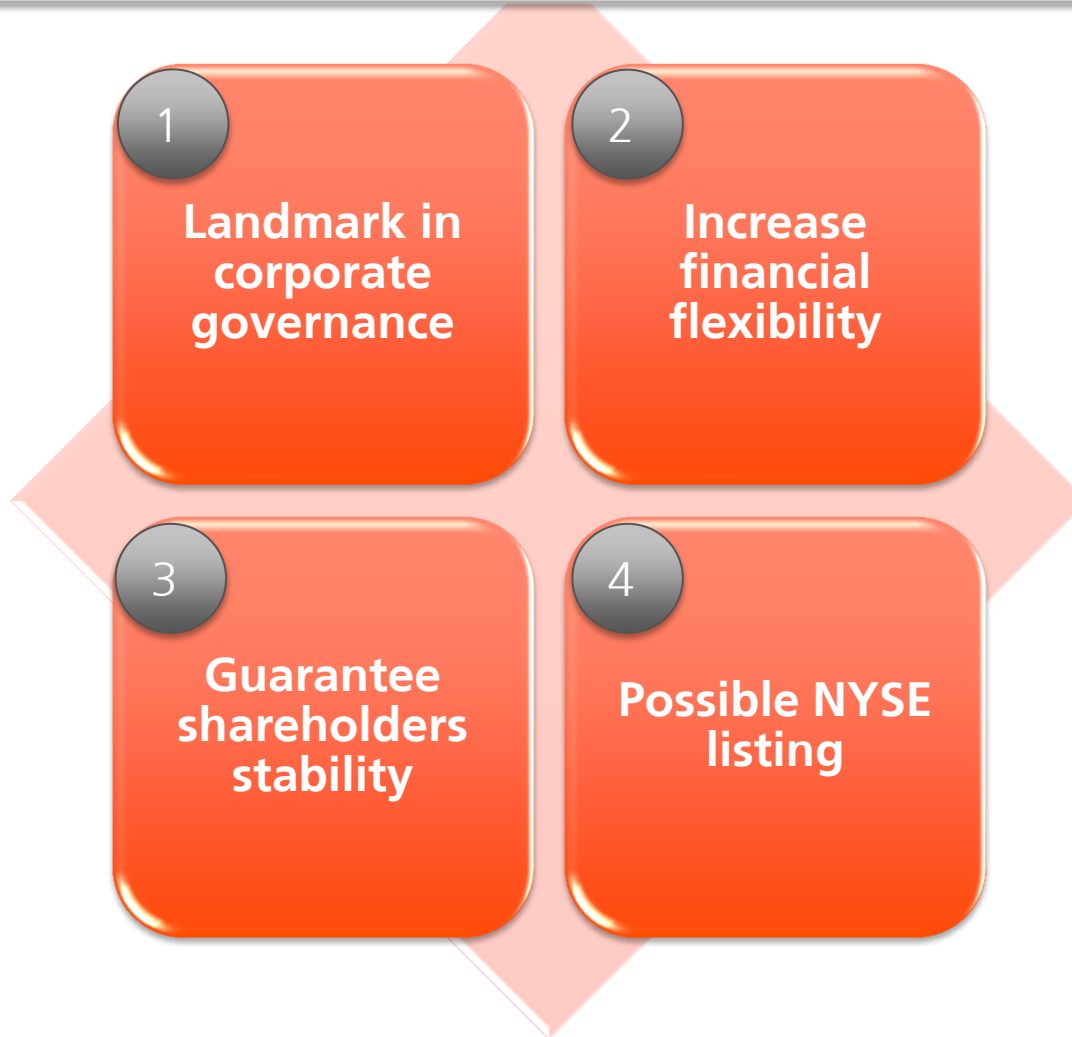 1
Landmark in
corporate
governance
2
Increase
financial
flexibility
3
Guarantee
shareholders
stability
4
Possible NYSE
listing